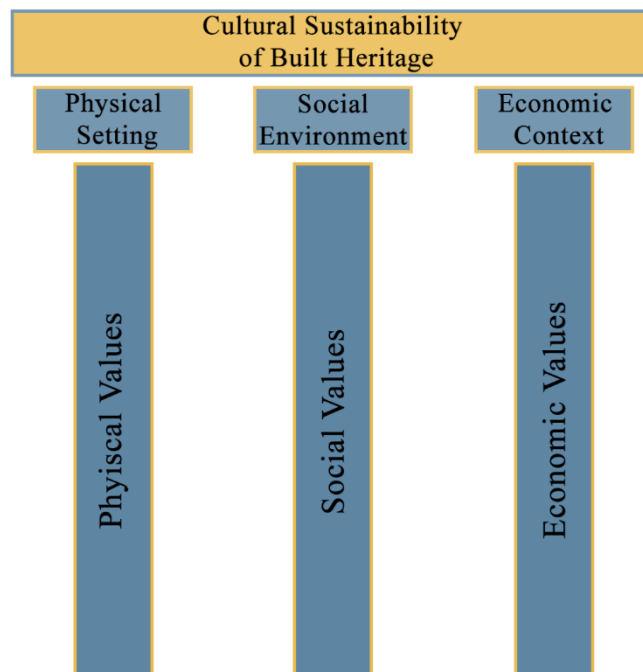 Cultural Sustainability
of Built Heritage
Physical
Setting
Social
Environment
Economic
Context
Phyiscal Values
Social Values
Economic Values